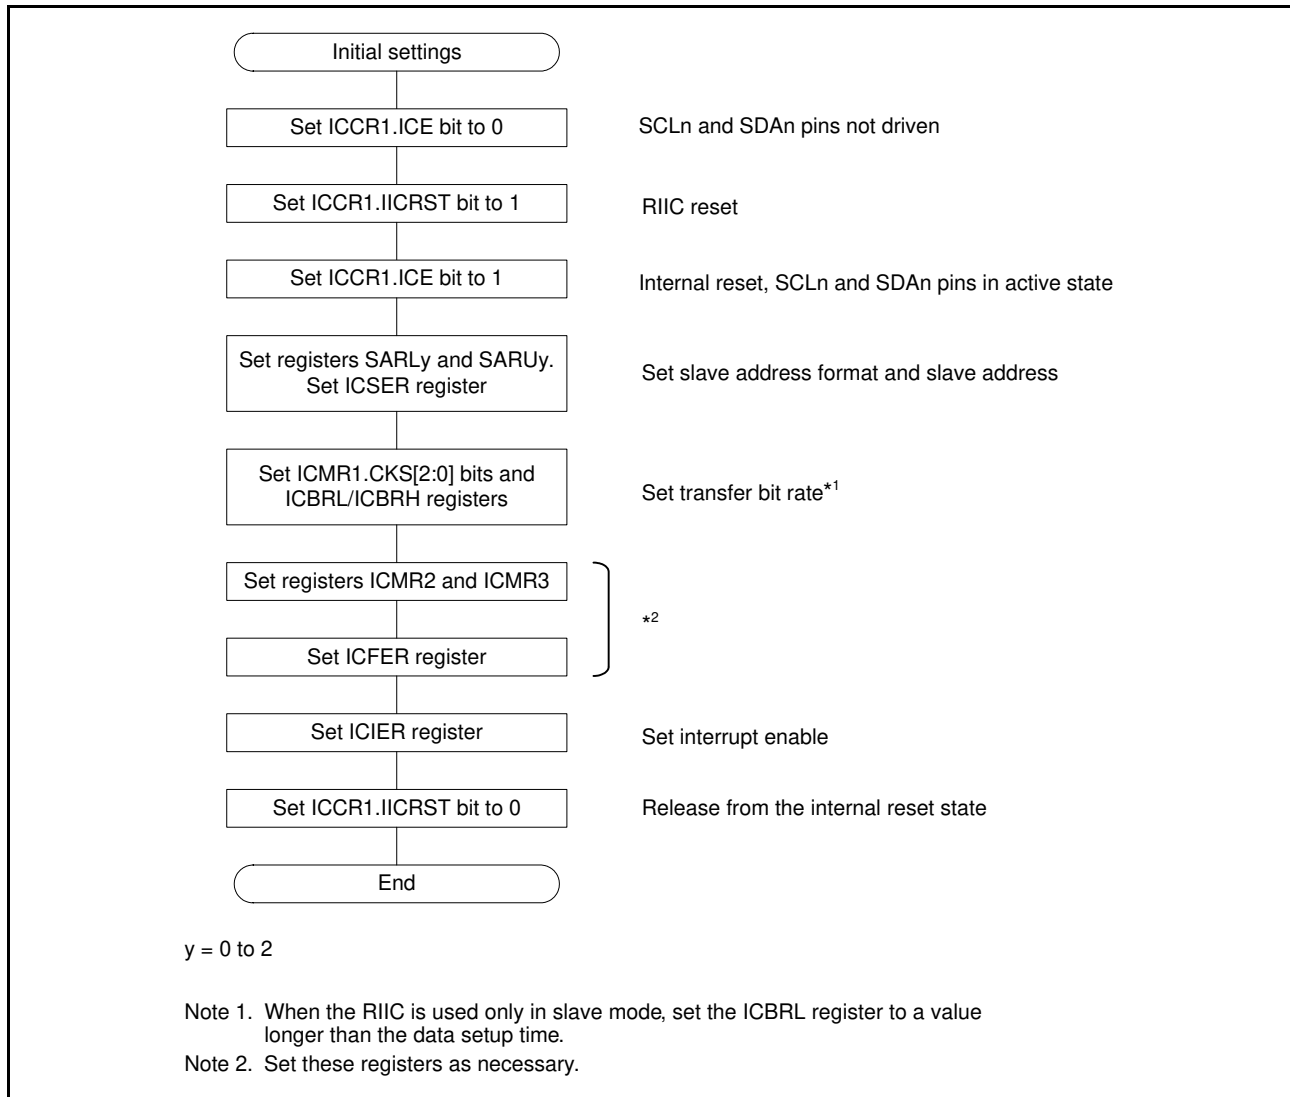 Initial settings
Set ICCR1.ICE bit to 0
SCLn and SDAn pins not driven
Set ICCR1.IICRST bit to 1
RIIC reset
Set ICCR1.ICE bit to 1
Internal reset, SCLn and SDAn pins in active state
Set registers SARLy and SARUy.
Set ICSER register
Set slave address format and slave address
Set ICMR1.CKS[2:0] bits and
ICBRL/ICBRH registers
Set transfer bit rate*1
Set registers ICMR2 and ICMR3
*2
Set ICFER register
Set ICIER register
Set interrupt enable
Set ICCR1.IICRST bit to 0
Release from the internal reset state
End
y = 0 to 2
Note 1. When the RIIC is used only in slave mode, set the ICBRL register to a value
longer than the data setup time.
Note 2. Set these registers as necessary.